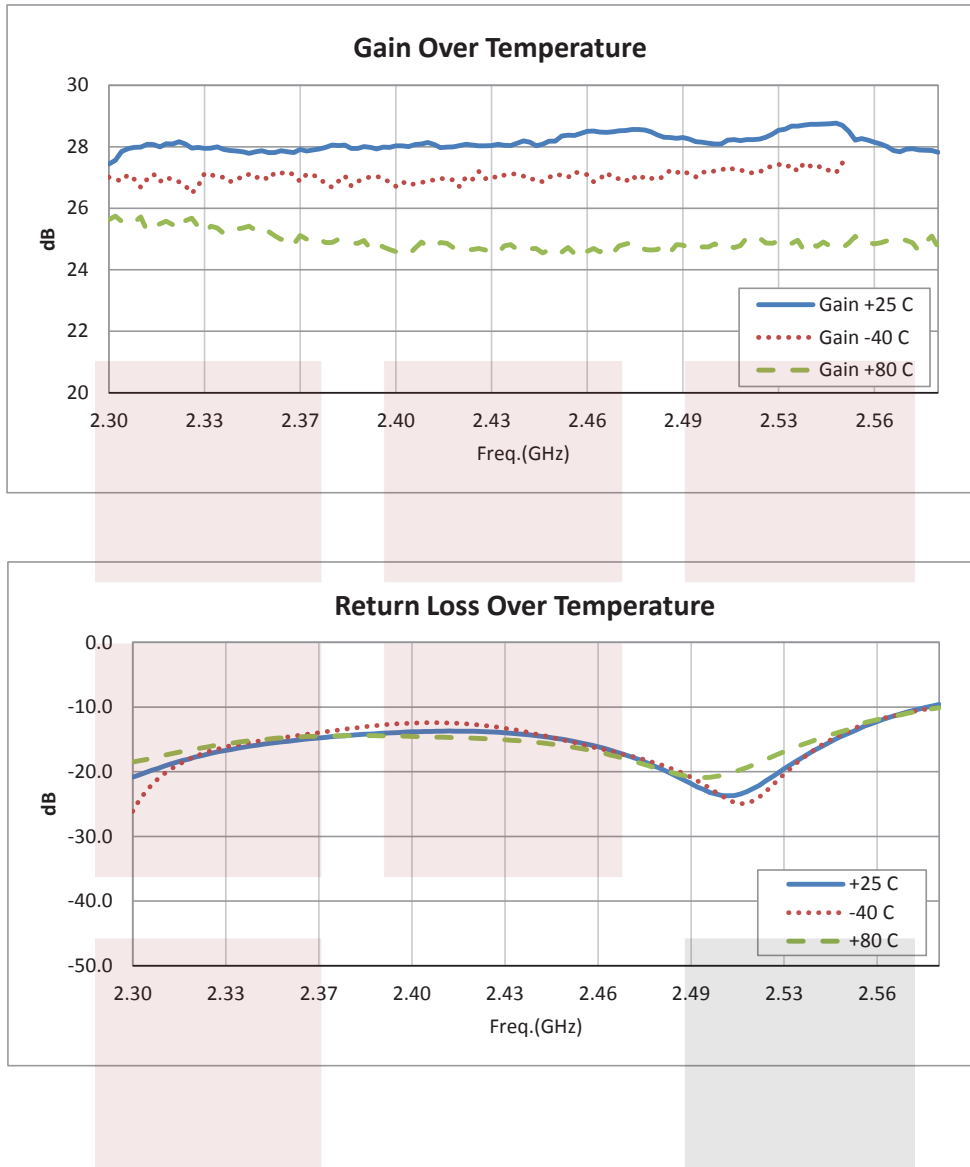 Gain Over Temperature
30
28
26
24
22
20
dB
Gain +25 C
Gain -40 C
Gain +80 C
2.30 2.33 2.37 2.40 2.43 2.46 2.49 2.53 2.56
Freq.(GHz)
Return Loss Over Temperature
0.0
-10.0
-20.0
-30.0
-40.0
-50.0
dB
+25 C
-40 C
+80 C
2.30 2.33 2.37 2.40 2.43 2.46 2.49 2.53 2.56
Freq.(GHz)